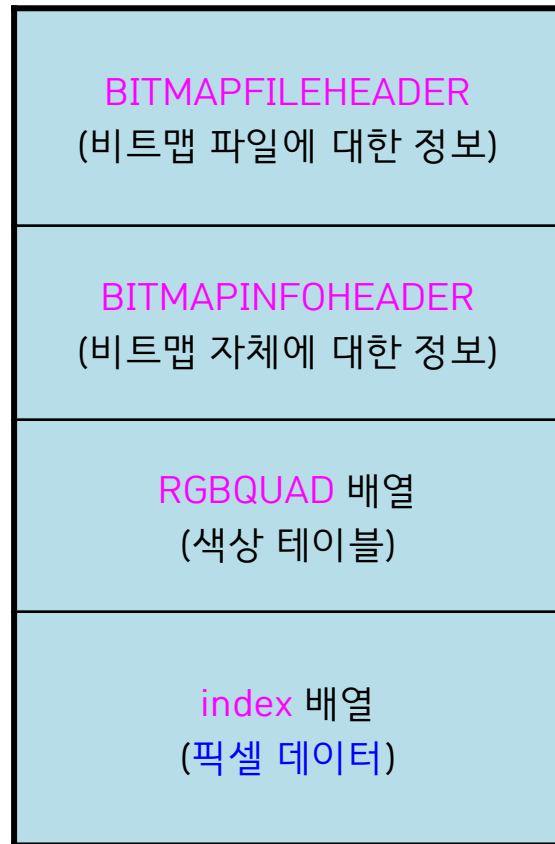 BITMAPFILEHEADER
(비트맵 파일에 대한 정보)
BITMAPINFOHEADER
(비트맵 자체에 대한 정보)
RGBQUAD 배열
(색상 테이블)
index 배열
(픽셀 데이터)